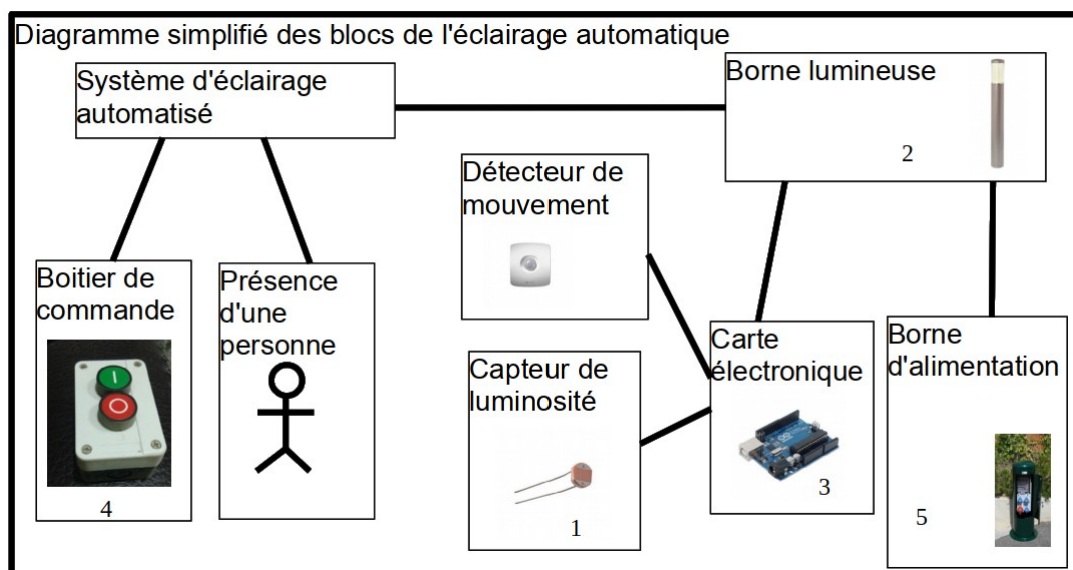 Diagramme simplifié des blocs de l'éclairage automatique
Système d'éclairage
automatisé
Borne lumineuse
2
Détecteur de
mouvement
Boitier de
commande
4
Présence
d'une
personne
Capteur de
luminosité
1
Carte
électronique
3
Borne
d'alimentation
5